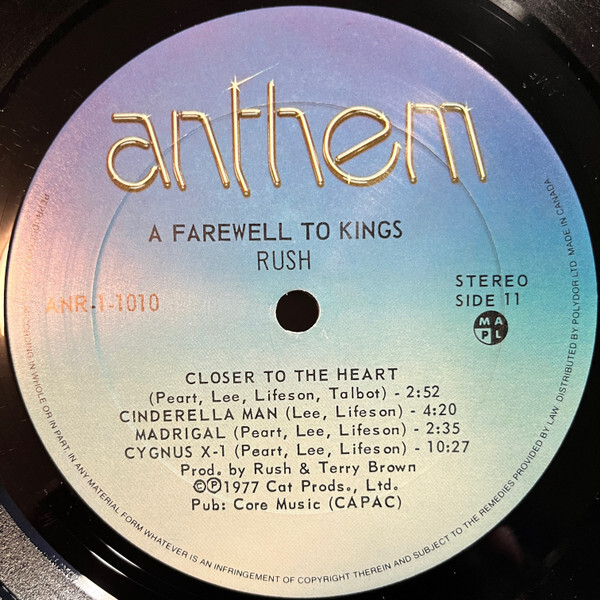 anthem
A FAREWELL TO KINGS
RUSH
ANR-1-1010
STEREO
SIDE 11
M A P L
CLOSER TO THE HEART
(Peart, Lee, Lifeson, Talbot) - 2:52
CINDERELLA MAN (Lee, Lifeson) - 4:20
MADRIGAL (Peart, Lee, Lifeson) - 2:35
CYGNUS X-1 (Peart, Lee, Lifeson) - 10:27
Prod. by Rush & Terry Brown
©℗1977 Cat Prods., Ltd.
Pub: Core Music (CAPAC)
IN WHOLE OR IN PART, IN ANY MATERIAL FORM WHATEVER IS AN INFRINGEMENT OF COPYRIGHT THEREIN AND SUBJECT TO THE REMEDIES PROVIDED BY LAW. DISTRIBUTED BY POLYDOR LTD. MADE IN CANADA